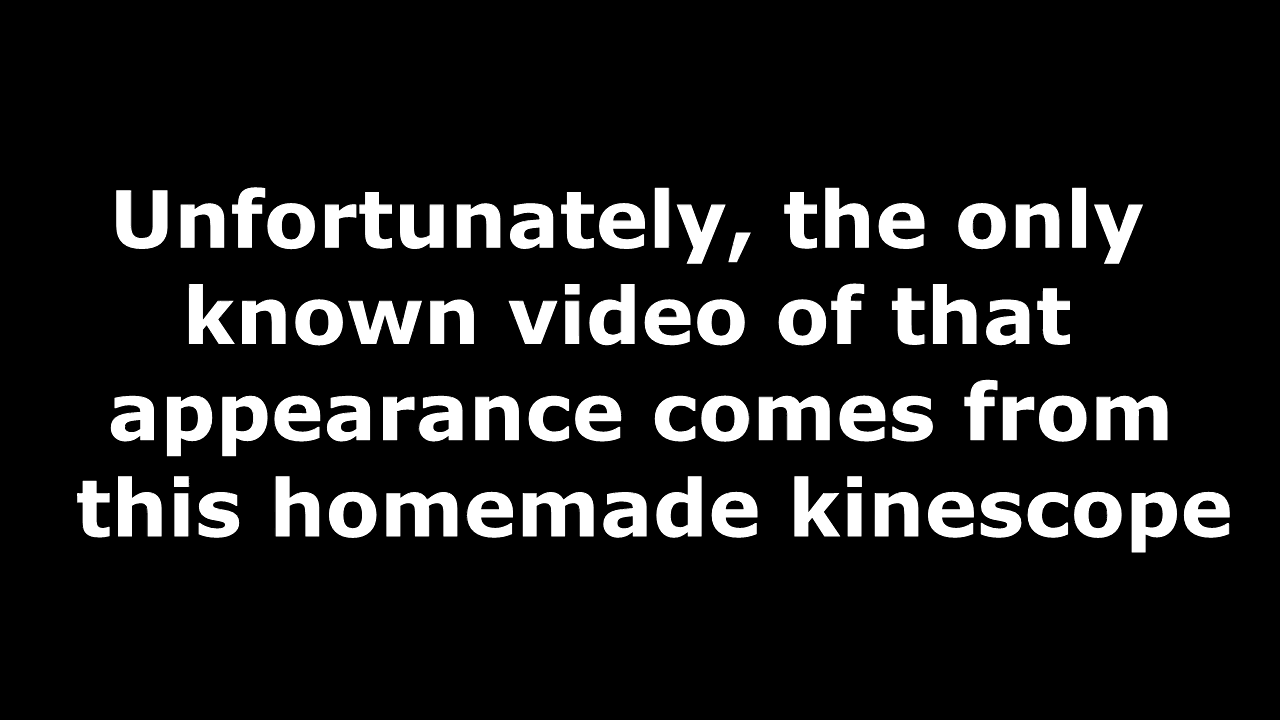 Unfortunately, the only
known video of that
appearance comes from
this homemade kinescope